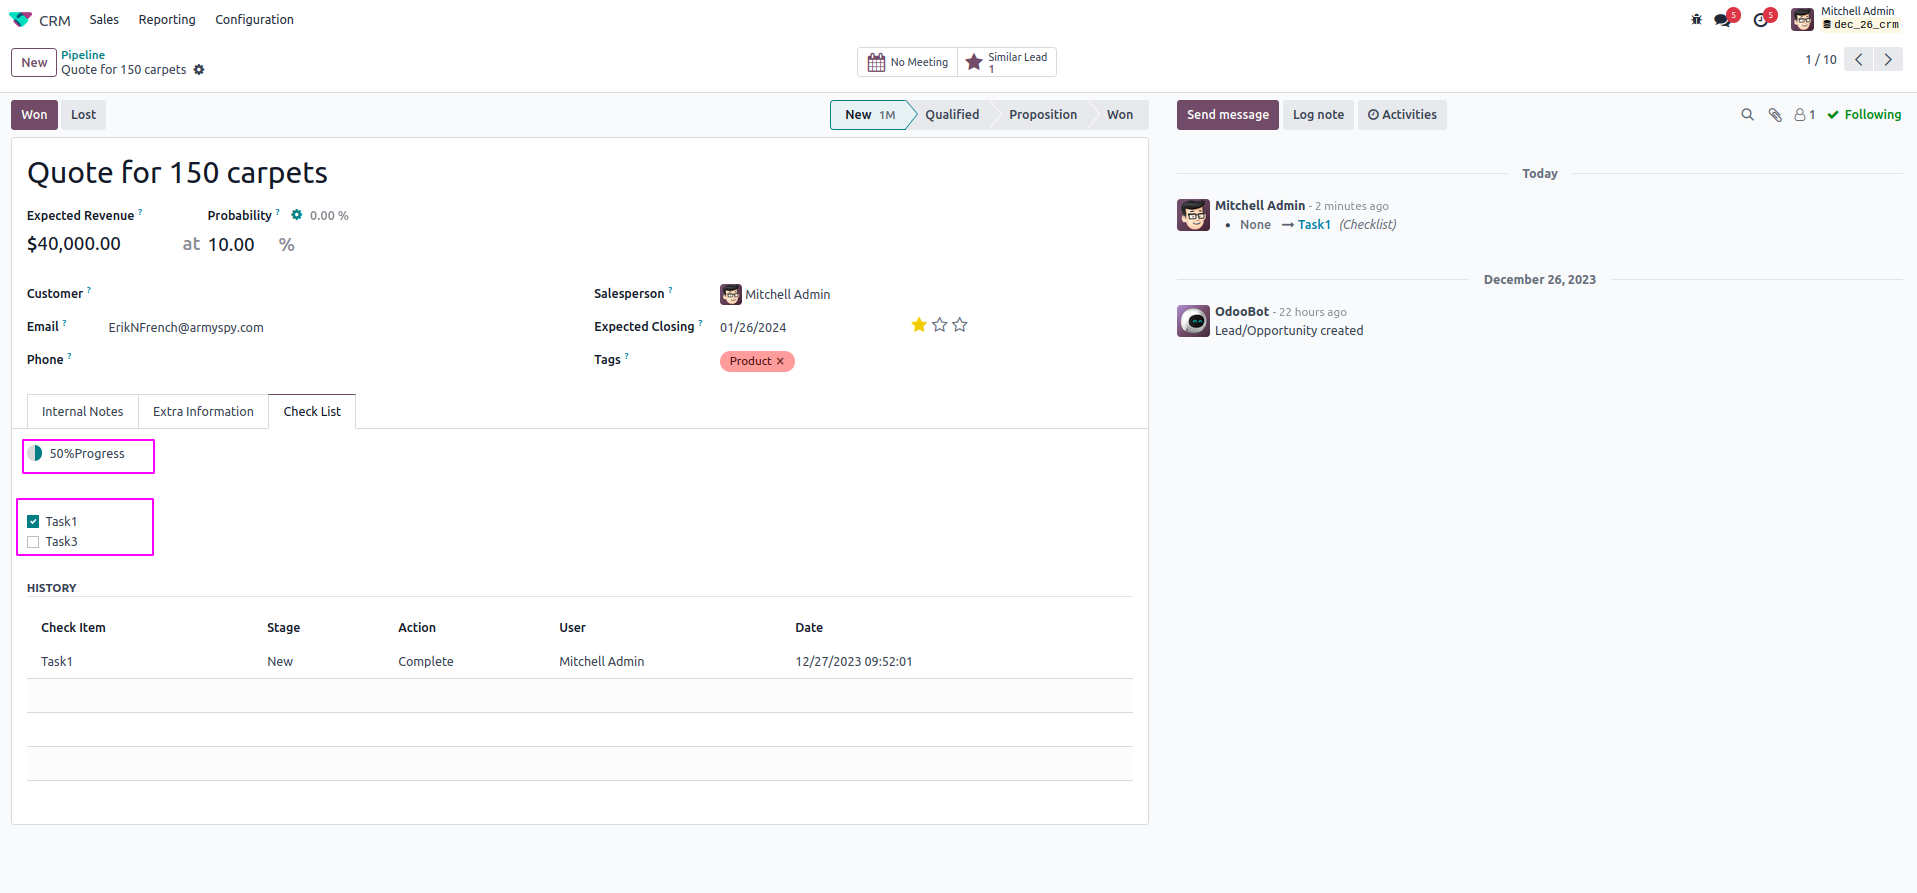 CRM Sales Reporting Configuration 5 5 Mitchell Admin
dec_26_crm
New Pipeline
Quote for 150 carpets
No Meeting
Similar Lead
1
1 / 10
Won Lost
New 1M Qualified Proposition Won
Send message Log note Activities
1 Following
Quote for 150 carpets
Expected Revenue ? Probability ? 0.00 %
$40,000.00 at 10.00 %
Customer ?
Email ? ErikNFrench@armyspy.com
Phone ?
Salesperson ? Mitchell Admin
Expected Closing ? 01/26/2024
Tags ? Product ×
Internal Notes Extra Information Check List
50%Progress
Task1
Task3
HISTORY
Check Item Stage Action User Date
Task1 New Complete Mitchell Admin 12/27/2023 09:52:01
Today
Mitchell Admin - 2 minutes ago
• None → Task1 (Checklist)
December 26, 2023
OdooBot - 22 hours ago
Lead/Opportunity created